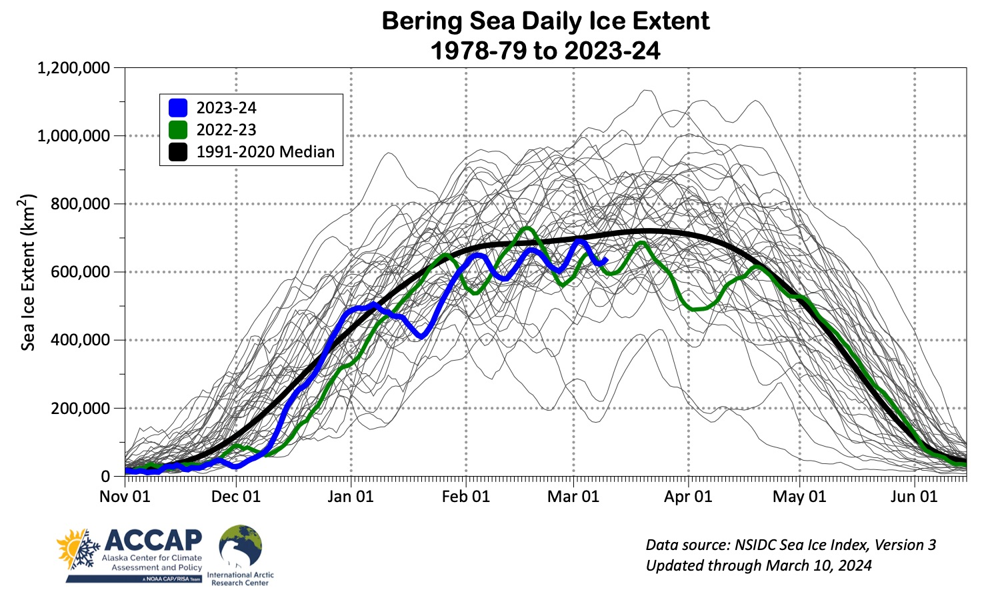 Bering Sea Daily Ice Extent
1978-79 to 2023-24
Sea Ice Extent (km²)
1,200,000
1,000,000
800,000
600,000
400,000
200,000
0
2023-24
2022-23
1991-2020 Median
Nov 01 Dec 01 Jan 01 Feb 01 Mar 01 Apr 01 May 01 Jun 01
ACCAP
Alaska Center for Climate
Assessment and Policy
A NOAA CAP/RISA Team
International Arctic
Research Center
Data source: NSIDC Sea Ice Index, Version 3
Updated through March 10, 2024